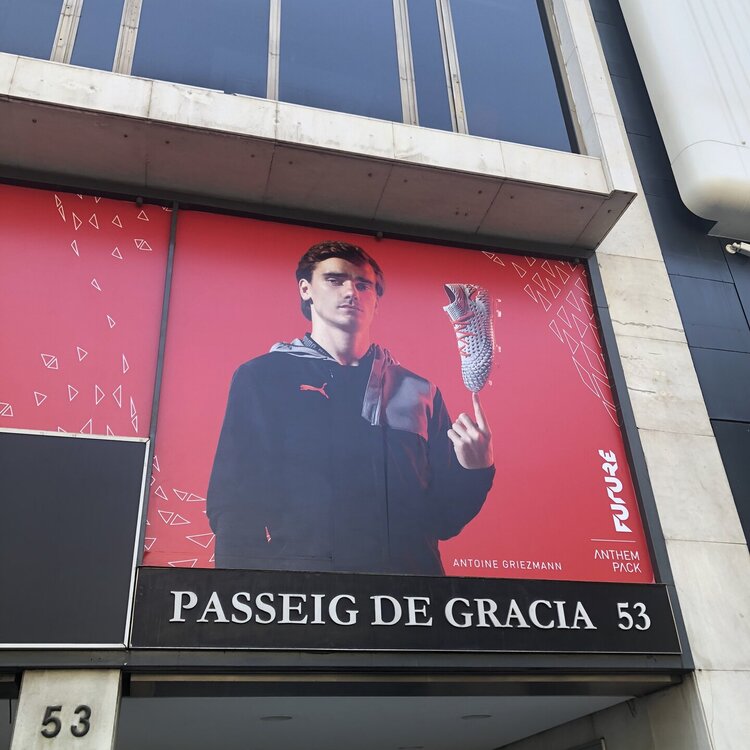 FUTURE
ANTHEM
PACK
ANTOINE GRIEZMANN
PASSEIG DE GRACIA 53
53